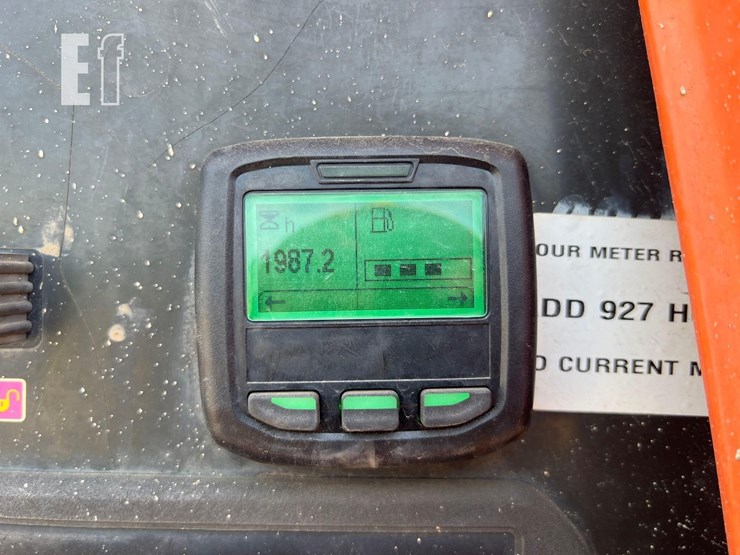 Ef
h
1987.2
OUR METER R
DD 927 H
CURRENT M